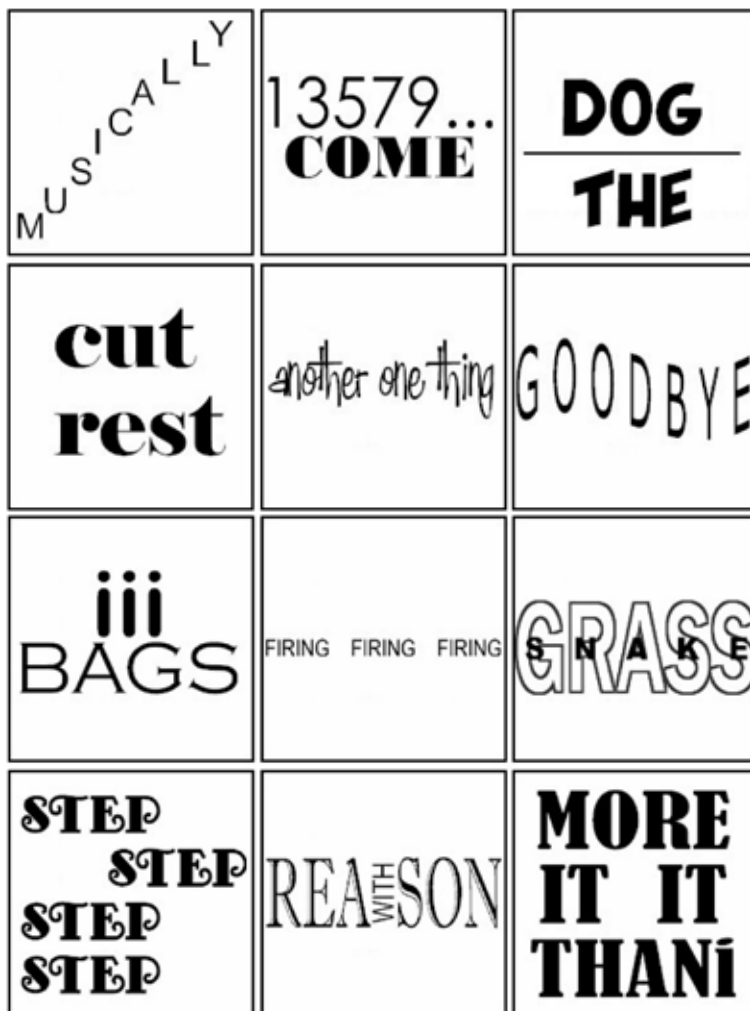 MUSICALLY
13579...
COME
DOG
THE
cut
rest
another one thing
GOODBYE
iii
BAGS
FIRING FIRING FIRING
GRASS
SNAKE
STEP
STEP
STEP
STEP
REA WITH SON
MORE
IT IT
THANi